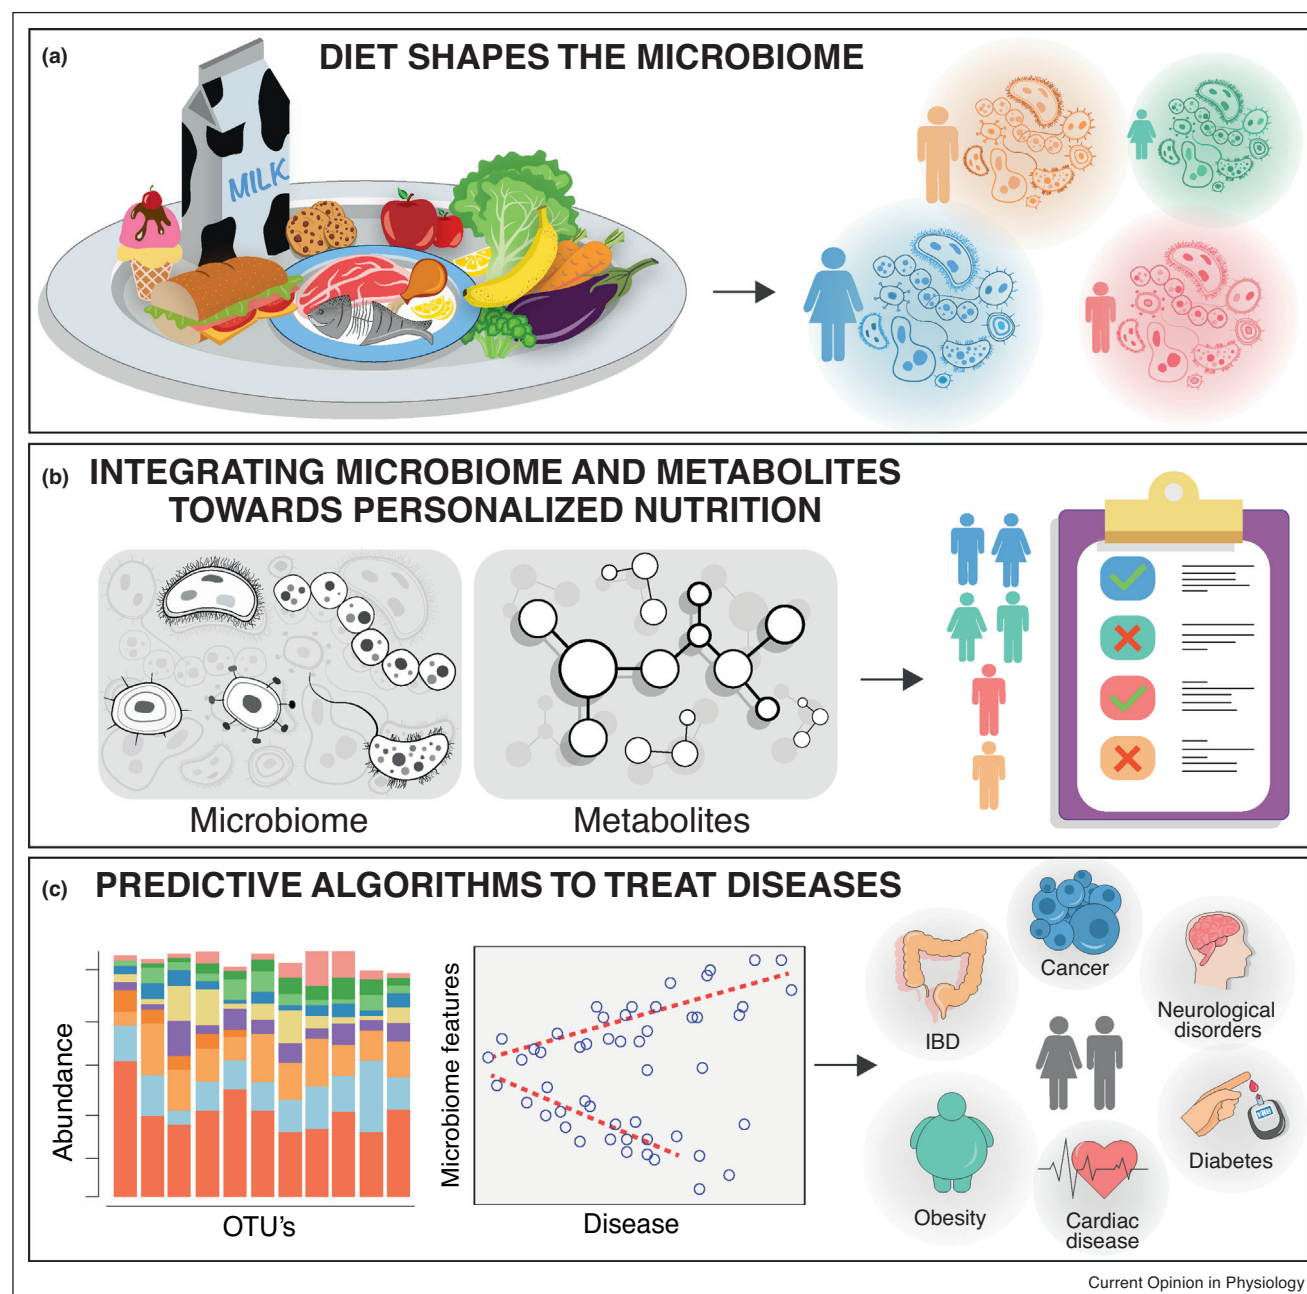 (a)
DIET SHAPES THE MICROBIOME
MILK
(b)
INTEGRATING MICROBIOME AND METABOLITES
TOWARDS PERSONALIZED NUTRITION
Microbiome
Metabolites
(c)
PREDICTIVE ALGORITHMS TO TREAT DISEASES
Abundance
OTU's
Microbiome features
Disease
Cancer
IBD
Neurological
disorders
Diabetes
Obesity
Cardiac
disease
Current Opinion in Physiology